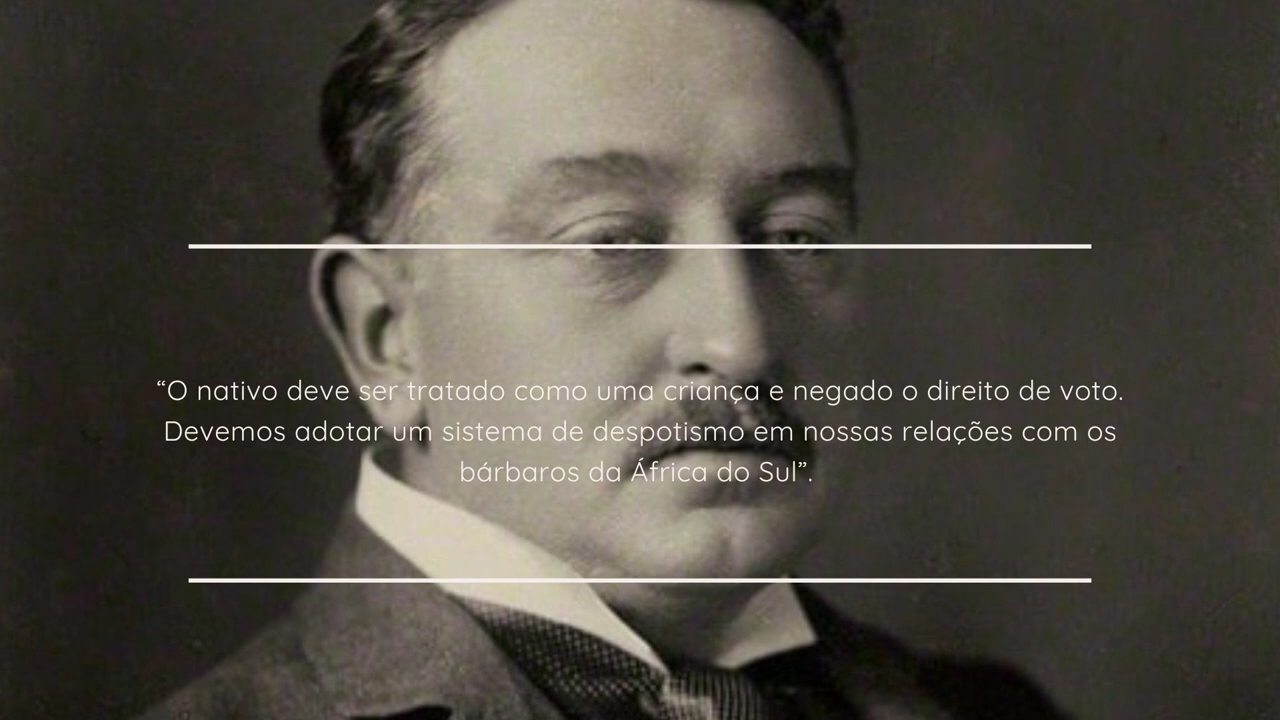 “O nativo deve ser tratado como uma criança e negado o direito de voto.
Devemos adotar um sistema de despotismo em nossas relações com os
bárbaros da África do Sul”.